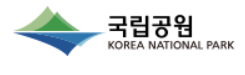 국립공원
KOREA NATIONAL PARK